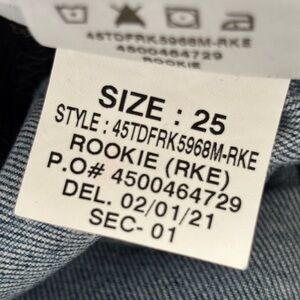 45TDFRK5968M-RKE
4500464729
ROOKIE
SIZE : 25
STYLE : 45TDFRK5968M-RKE
ROOKIE (RKE)
P.O# 4500464729
DEL. 02/01/21
SEC- 01